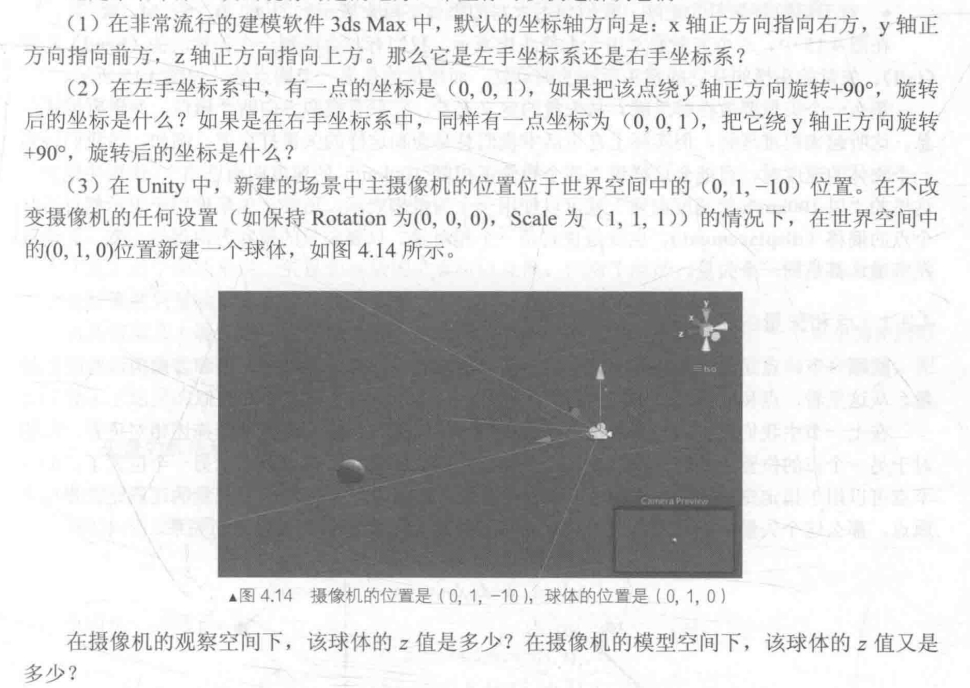 （1）在非常流行的建模软件 3ds Max 中，默认的坐标轴方向是：x 轴正方向指向右方，y 轴正
方向指向前方，z 轴正方向指向上方。那么它是左手坐标系还是右手坐标系？
（2）在左手坐标系中，有一点的坐标是（0, 0, 1），如果把该点绕 y 轴正方向旋转+90°，旋转
后的坐标是什么？如果是在右手坐标系中，同样有一点坐标为（0, 0, 1），把它绕 y 轴正方向旋转
+90°，旋转后的坐标是什么？
（3）在 Unity 中，新建的场景中主摄像机的位置位于世界空间中的（0, 1, −10）位置。在不改
变摄像机的任何设置（如保持 Rotation 为(0, 0, 0)，Scale 为（1, 1, 1））的情况下，在世界空间中
的(0, 1, 0)位置新建一个球体，如图 4.14 所示。
y
x
z
Iso
Camera Preview
▲图 4.14 摄像机的位置是（0, 1, −10），球体的位置是（0, 1, 0）
在摄像机的观察空间下，该球体的 z 值是多少？在摄像机的模型空间下，该球体的 z 值又是
多少？